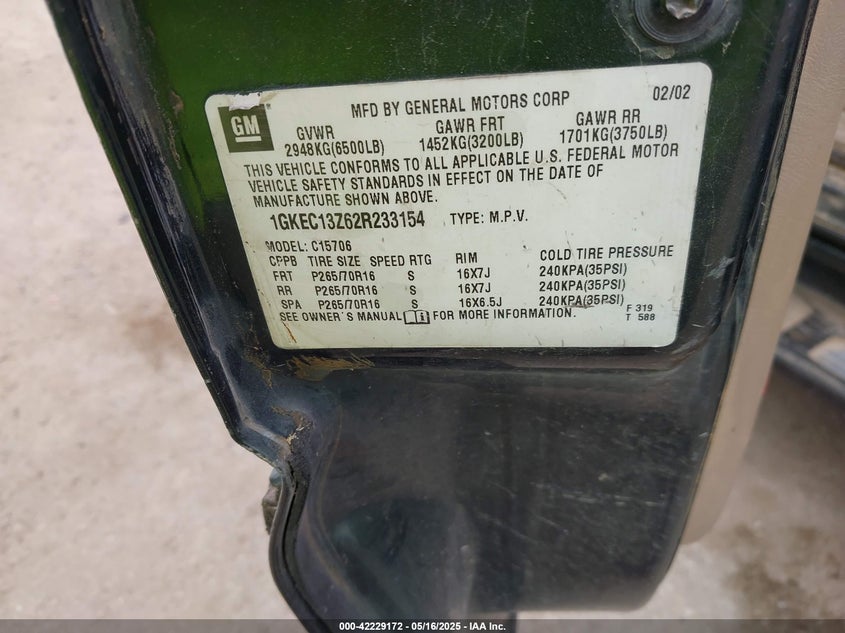 GM
MFD BY GENERAL MOTORS CORP 02/02
GVWR GAWR FRT GAWR RR
2948KG(6500LB) 1452KG(3200LB) 1701KG(3750LB)
THIS VEHICLE CONFORMS TO ALL APPLICABLE U.S. FEDERAL MOTOR
VEHICLE SAFETY STANDARDS IN EFFECT ON THE DATE OF
MANUFACTURE SHOWN ABOVE.
1GKEC13Z62R233154 TYPE: M.P.V.
MODEL: C15706
CPPB TIRE SIZE SPEED RTG RIM COLD TIRE PRESSURE
FRT P265/70R16 S 16X7J 240KPA(35PSI)
RR P265/70R16 S 16X7J 240KPA(35PSI)
SPA P265/70R16 S 16X6.5J 240KPA(35PSI)
SEE OWNER'S MANUAL FOR MORE INFORMATION.
F 319
T 588
000-42229172 - 05/16/2025 - IAA Inc.